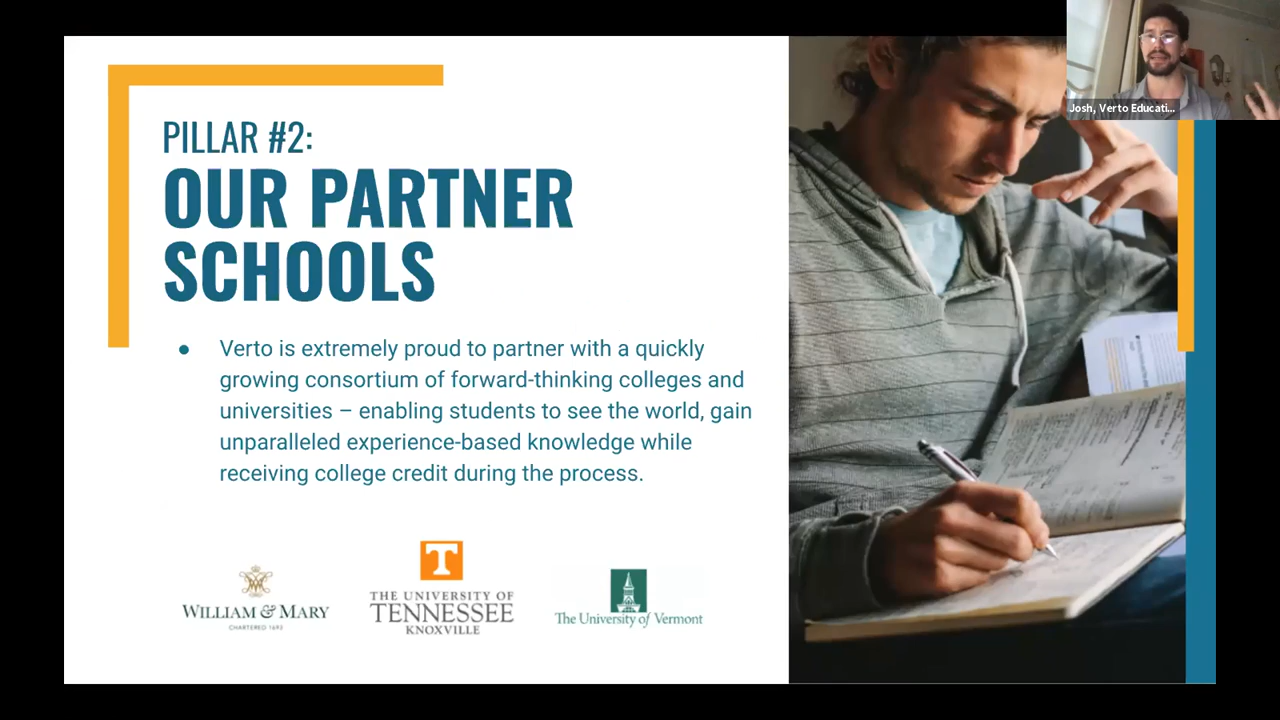 Josh, Verto Educati...
PILLAR #2:
OUR PARTNER
SCHOOLS
● Verto is extremely proud to partner with a quickly
growing consortium of forward-thinking colleges and
universities – enabling students to see the world, gain
unparalleled experience-based knowledge while
receiving college credit during the process.
WILLIAM & MARY
CHARTERED 1693
T
THE UNIVERSITY OF
TENNESSEE
KNOXVILLE
The University of Vermont